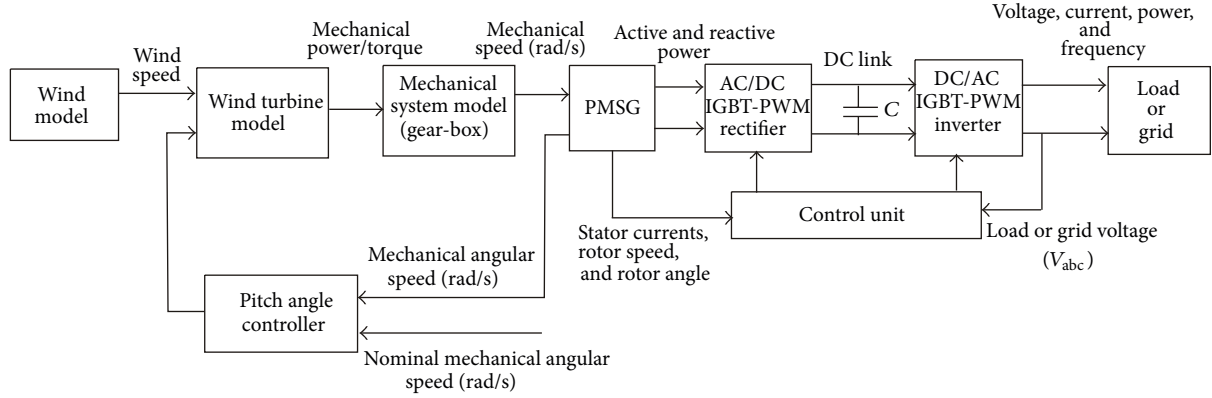 Wind
model
Wind
speed
Wind turbine
model
Mechanical
power/torque
Mechanical
system model
(gear-box)
Mechanical
speed (rad/s)
PMSG
Active and reactive
power
AC/DC
IGBT-PWM
rectifier
DC link
C
DC/AC
IGBT-PWM
inverter
Voltage, current, power,
and
frequency
Load
or
grid
Control unit
Stator currents,
rotor speed,
and rotor angle
Load or grid voltage
(Vabc)
Mechanical angular
speed (rad/s)
Pitch angle
controller
Nominal mechanical angular
speed (rad/s)